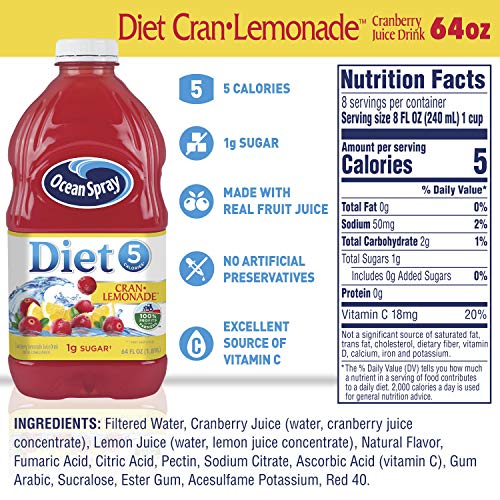 Diet Cran•Lemonade™ Cranberry Juice Drink 64oz
5
5 CALORIES
1g SUGAR
MADE WITH
REAL FRUIT JUICE
NO ARTIFICIAL
PRESERVATIVES
C
EXCELLENT
SOURCE OF
VITAMIN C
Ocean Spray
Diet 5
CALORIES
CRAN•
LEMONADE™
100%
1g SUGAR†
64 FL OZ (1.89L)
Nutrition Facts
8 servings per container
Serving size 8 FL OZ (240 mL) 1 cup
Amount per serving
Calories 5
% Daily Value*
Total Fat 0g 0%
Sodium 50mg 2%
Total Carbohydrate 2g 1%
Total Sugars 1g
Includes 0g Added Sugars 0%
Protein 0g
Vitamin C 18mg 20%
Not a significant source of saturated fat,
trans fat, cholesterol, dietary fiber, vitamin
D, calcium, iron and potassium.
*The % Daily Value (DV) tells you how much
a nutrient in a serving of food contributes
to a daily diet. 2,000 calories a day is used
for general nutrition advice.
INGREDIENTS: Filtered Water, Cranberry Juice (water, cranberry juice
concentrate), Lemon Juice (water, lemon juice concentrate), Natural Flavor,
Fumaric Acid, Citric Acid, Pectin, Sodium Citrate, Ascorbic Acid (vitamin C), Gum
Arabic, Sucralose, Ester Gum, Acesulfame Potassium, Red 40.